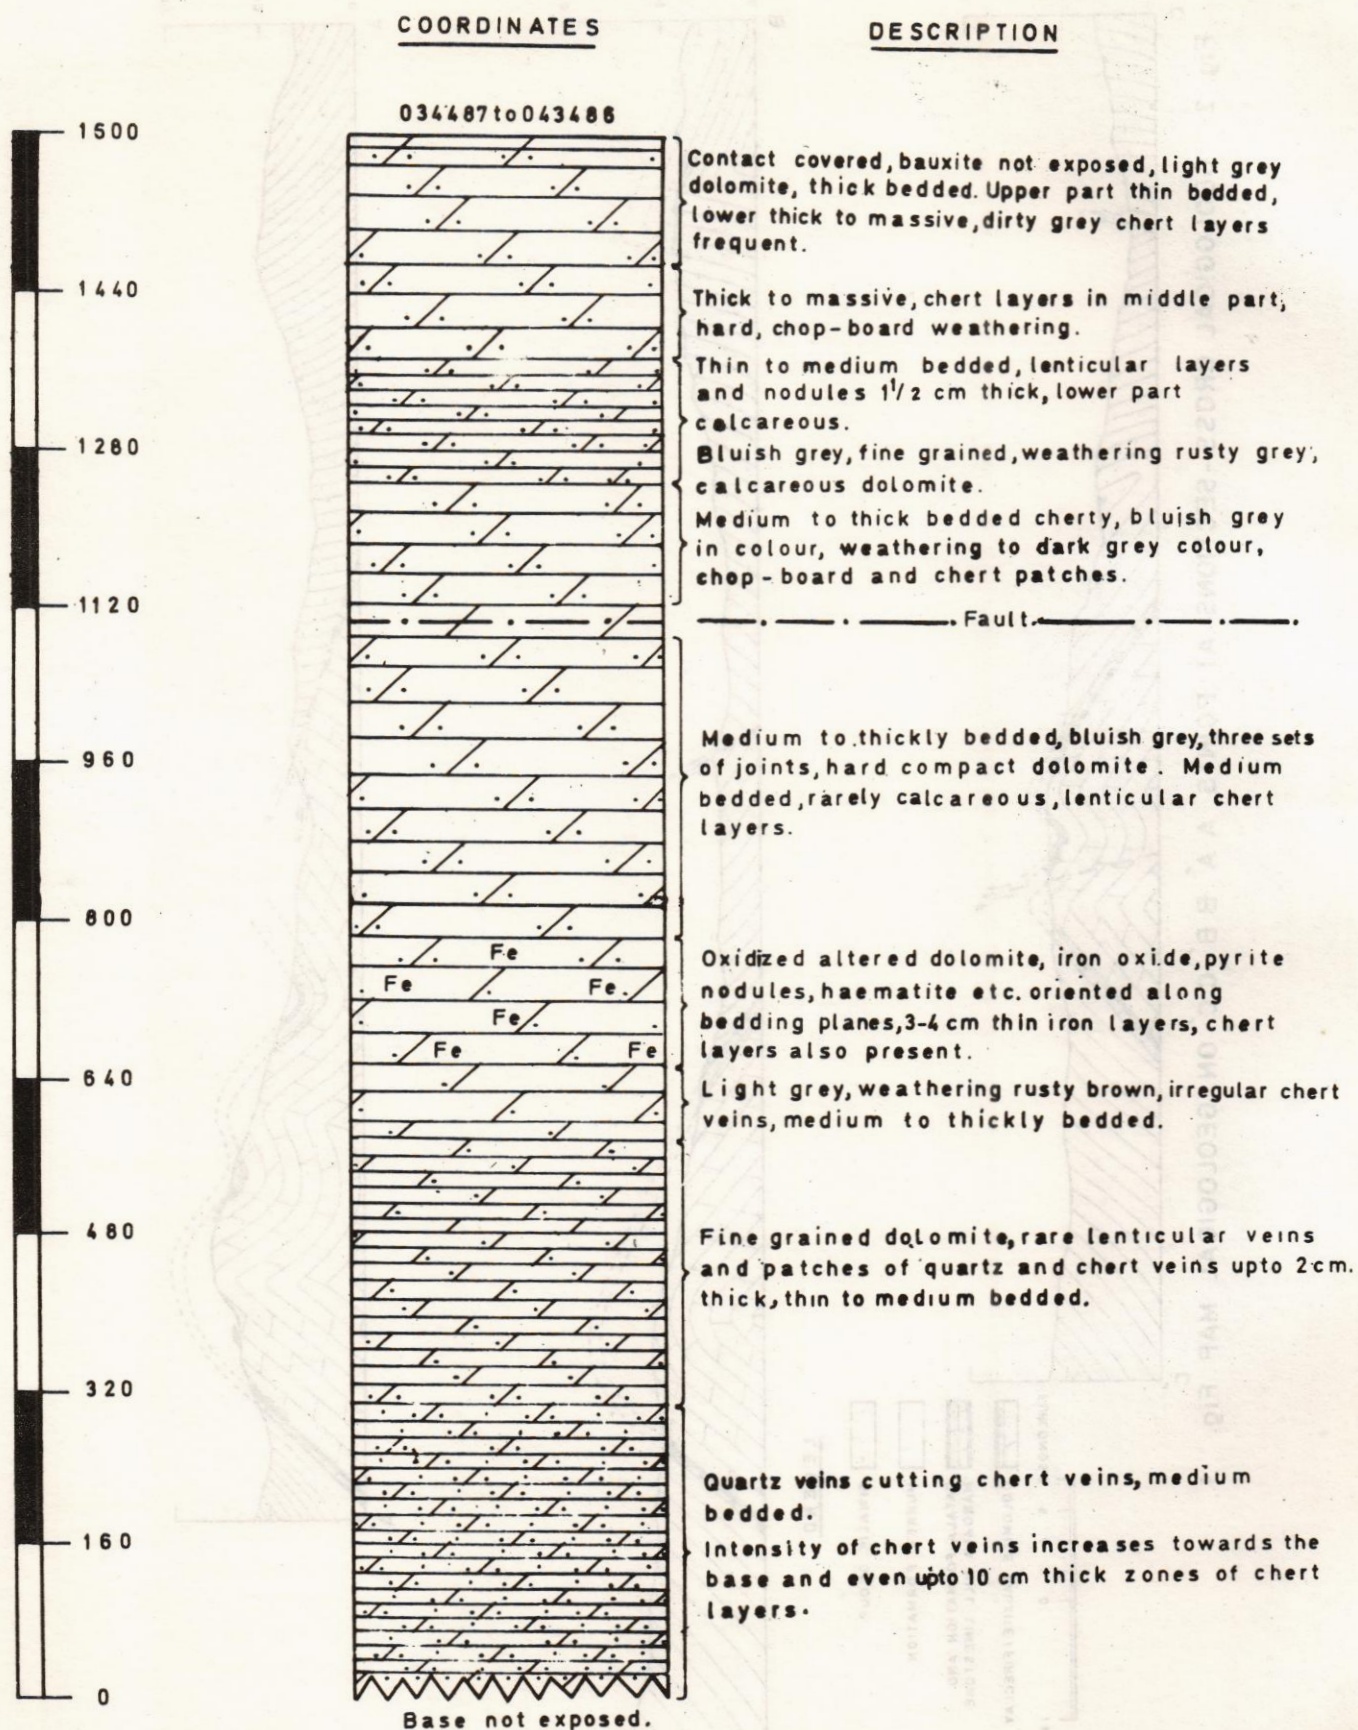 COORDINATES
DESCRIPTION
034487to043486
1500
1440
1280
1120
960
800
640
480
320
160
0
Contact covered, bauxite not exposed, light grey
dolomite, thick bedded. Upper part thin bedded,
lower thick to massive, dirty grey chert layers
frequent.
Thick to massive, chert layers in middle part,
hard, chop-board weathering.
Thin to medium bedded, lenticular layers
and nodules 1 1/2 cm thick, lower part
calcareous.
Bluish grey, fine grained, weathering rusty grey,
calcareous dolomite.
Medium to thick bedded cherty, bluish grey
in colour, weathering to dark grey colour,
chop-board and chert patches.
Fault.
Medium to thickly bedded, bluish grey, three sets
of joints, hard compact dolomite. Medium
bedded, rarely calcareous, lenticular chert
layers.
Fe
Fe Fe
Fe
Fe Fe
Oxidized altered dolomite, iron oxide, pyrite
nodules, haematite etc. oriented along
bedding planes, 3-4 cm thin iron layers, chert
layers also present.
Light grey, weathering rusty brown, irregular chert
veins, medium to thickly bedded.
Fine grained dolomite, rare lenticular veins
and patches of quartz and chert veins upto 2 cm.
thick, thin to medium bedded.
Quartz veins cutting chert veins, medium
bedded.
Intensity of chert veins increases towards the
base and even upto 10 cm thick zones of chert
layers.
Base not exposed.